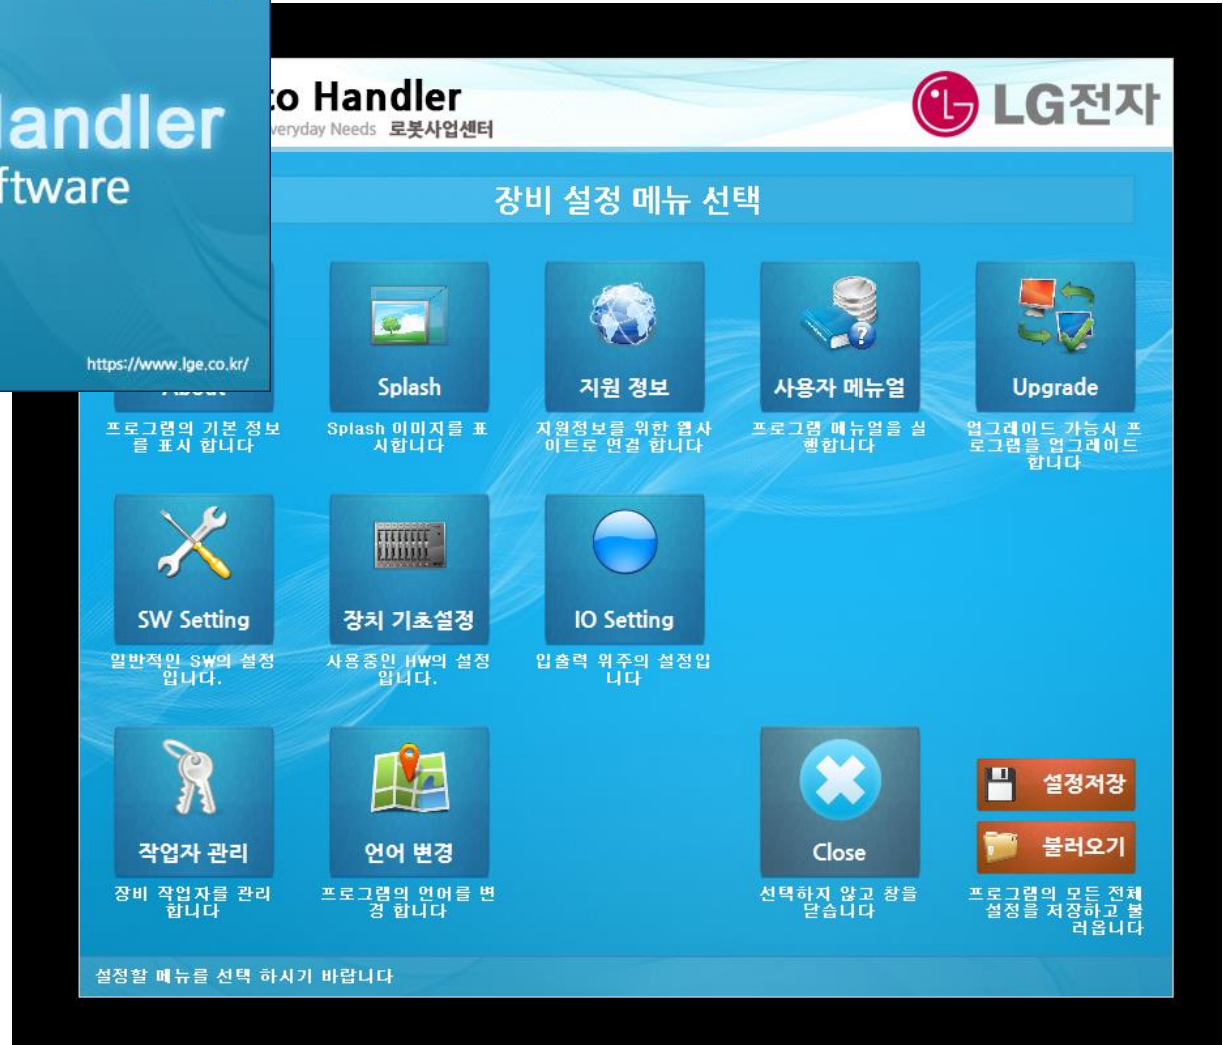 to Handler
veryday Needs 로봇사업센터
LG전자
Handler
ftware
https://www.lge.co.kr/
장비 설정 메뉴 선택
About
프로그램의 기본 정보
를 표시 합니다
Splash
Splash 이미지를 표
시합니다
지원 정보
지원정보를 위한 웹사
이트로 연결 합니다
사용자 메뉴얼
프로그램 메뉴얼을 실
행합니다
Upgrade
업그레이드 가능시 프
로그램을 업그레이드
합니다
SW Setting
일반적인 SW의 설정
입니다.
장치 기초설정
사용중인 HW의 설정
입니다.
IO Setting
입출력 위주의 설정입
니다
작업자 관리
장비 작업자를 관리
합니다
언어 변경
프로그램의 언어를 변
경 합니다
Close
선택하지 않고 창을
닫습니다
설정저장
불러오기
프로그램의 모든 전체
설정을 저장하고 불
러옵니다
설정할 메뉴를 선택 하시기 바랍니다